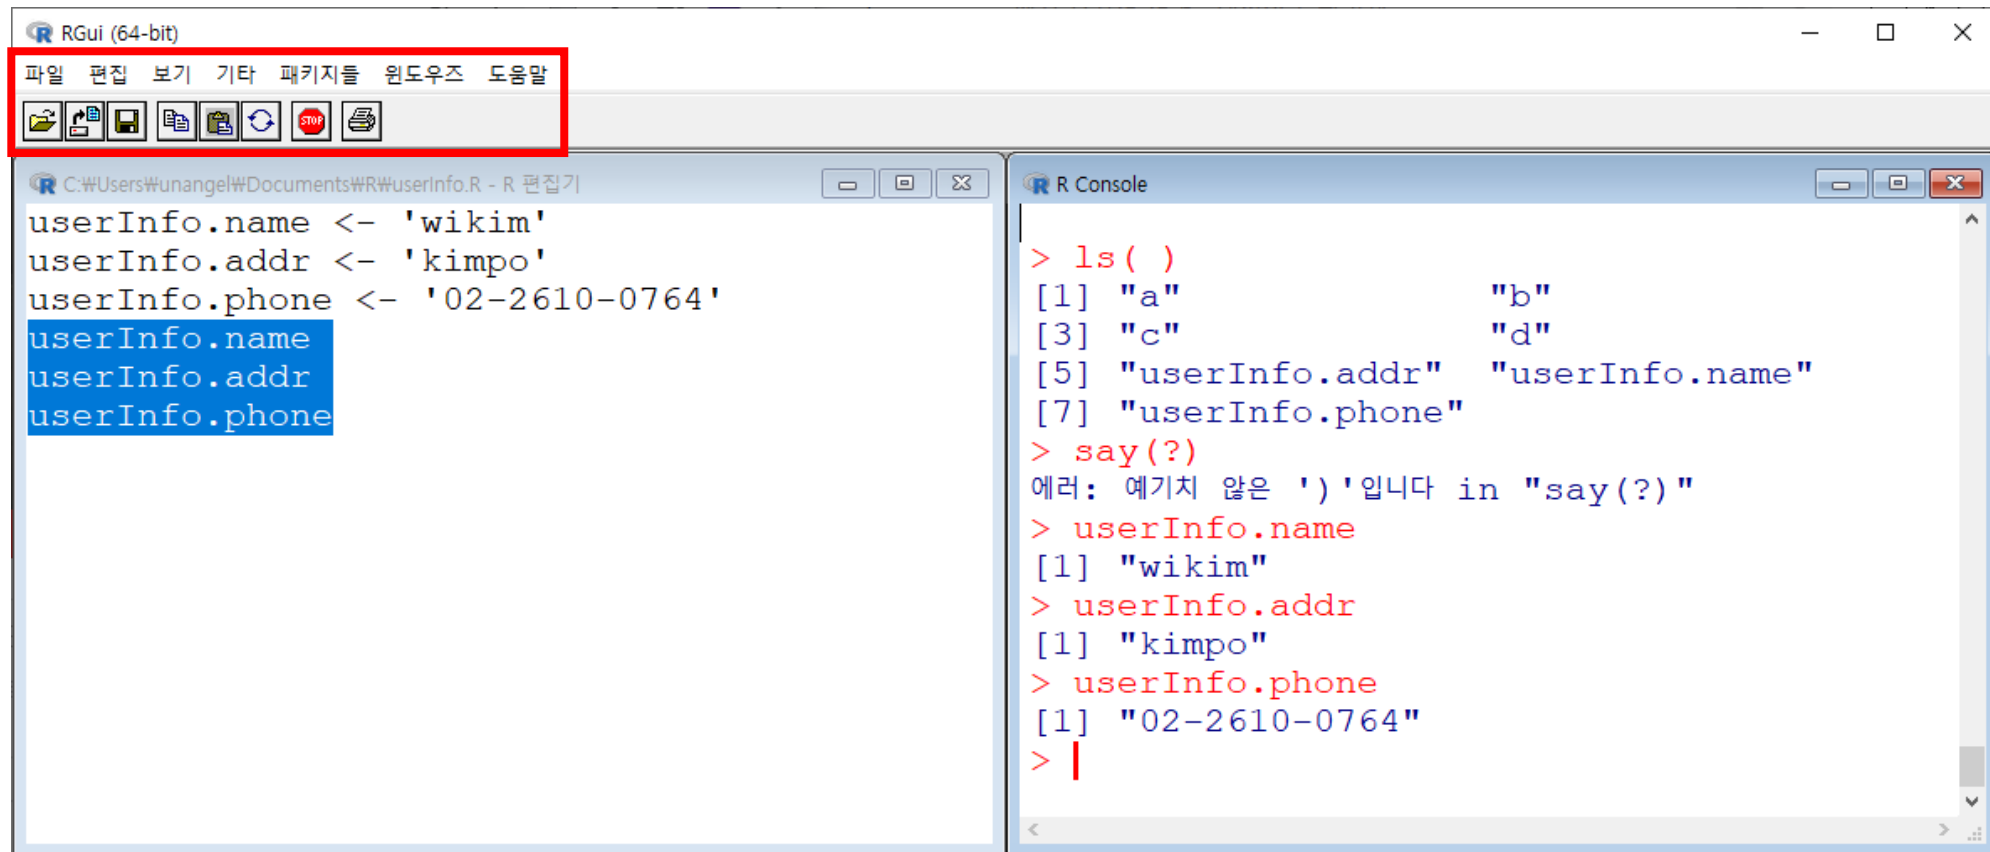 RGui (64-bit)
파일 편집 보기 기타 패키지들 윈도우즈 도움말
STOP
C:₩Users₩unangel₩Documents₩R₩userInfo.R - R 편집기
userInfo.name <- 'wikim'
userInfo.addr <- 'kimpo'
userInfo.phone <- '02-2610-0764'
userInfo.name
userInfo.addr
userInfo.phone
R Console
> ls( )
[1] "a" "b"
[3] "c" "d"
[5] "userInfo.addr" "userInfo.name"
[7] "userInfo.phone"
> say(?)
에러: 예기치 않은 ')'입니다 in "say(?)"
> userInfo.name
[1] "wikim"
> userInfo.addr
[1] "kimpo"
> userInfo.phone
[1] "02-2610-0764"
>